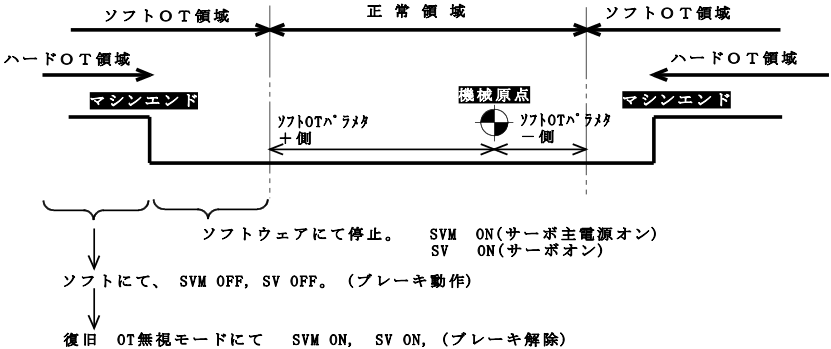 ソフトOT領域 正常領域 ソフトOT領域
ハードOT領域 ハードOT領域
マシンエンド 機械原点 マシンエンド
ソフトOTパラメタ
+側
ソフトOTパラメタ
-側
ソフトウェアにて停止。 SVM ON(サーボ主電源オン)
SV ON(サーボオン)
ソフトにて、 SVM OFF, SV OFF。 (ブレーキ動作)
復旧 OT無視モードにて SVM ON, SV ON, (ブレーキ解除)